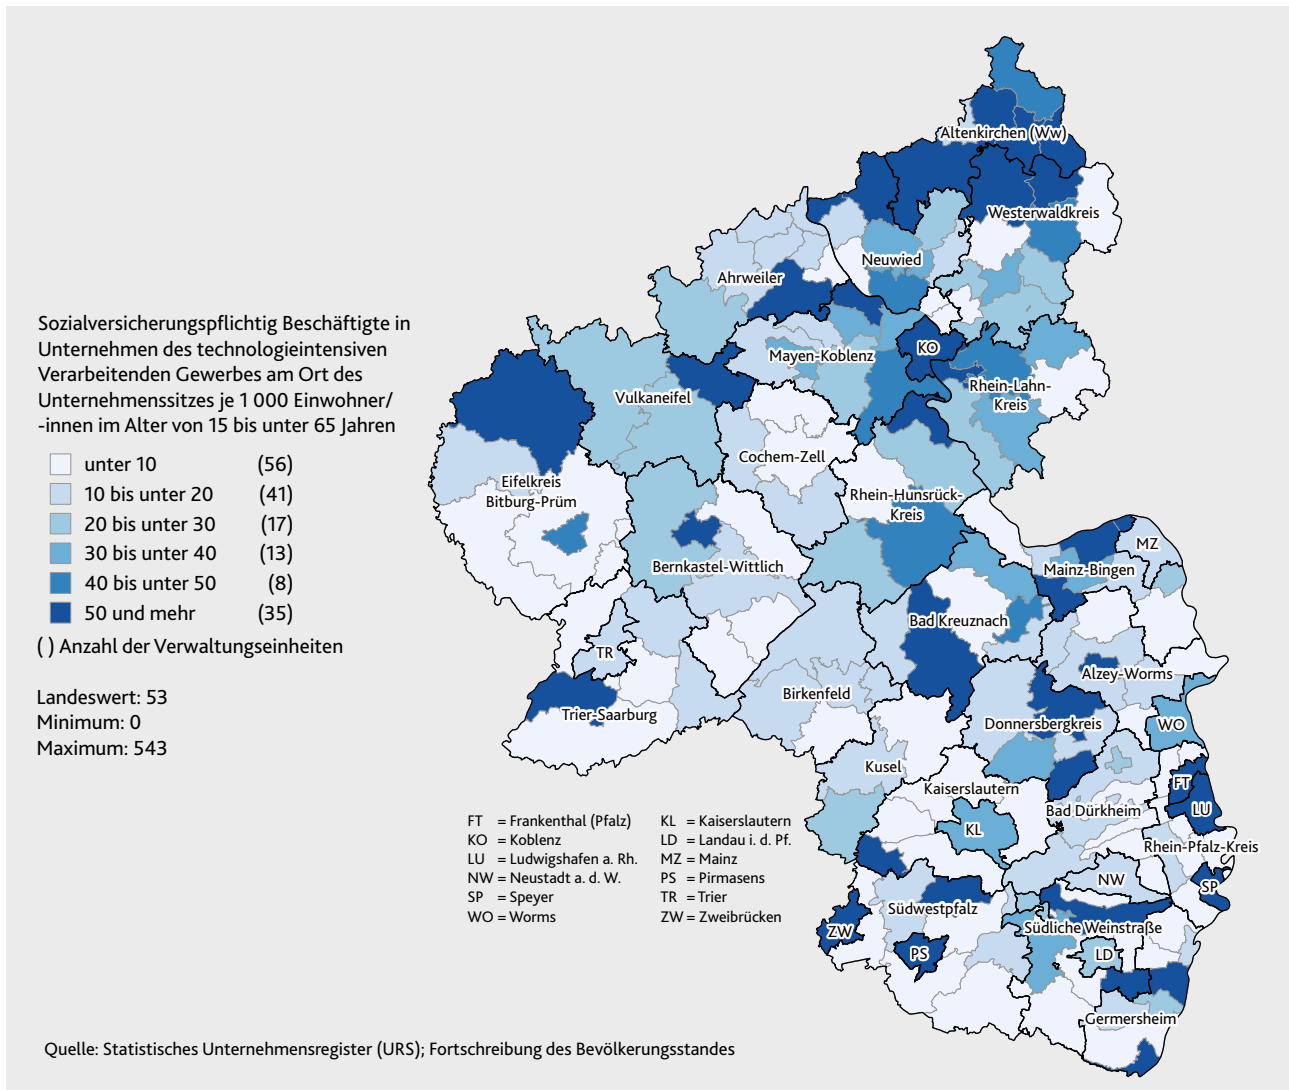 Sozialversicherungspflichtig Beschäftigte in
Unternehmen des technologieintensiven
Verarbeitenden Gewerbes am Ort des
Unternehmenssitzes je 1 000 Einwohner/
-innen im Alter von 15 bis unter 65 Jahren
unter 10 (56)
10 bis unter 20 (41)
20 bis unter 30 (17)
30 bis unter 40 (13)
40 bis unter 50 (8)
50 und mehr (35)
( ) Anzahl der Verwaltungseinheiten
Landeswert: 53
Minimum: 0
Maximum: 543
Altenkirchen (Ww)
Westerwaldkreis
Neuwied
Ahrweiler
KO
Mayen-Koblenz
Rhein-Lahn-
Kreis
Vulkaneifel
Cochem-Zell
Eifelkreis
Bitburg-Prüm
Rhein-Hunsrück-
Kreis
MZ
Mainz-Bingen
Bernkastel-Wittlich
Bad Kreuznach
TR
Alzey-Worms
Birkenfeld
Trier-Saarburg
Donnersbergkreis
WO
Kusel
FT
Kaiserslautern
LU
Bad Dürkheim
KL
Rhein-Pfalz-Kreis
NW
SP
Südwestpfalz
ZW
Südliche Weinstraße
PS
LD
Germersheim
FT = Frankenthal (Pfalz) KL = Kaiserslautern
KO = Koblenz LD = Landau i. d. Pf.
LU = Ludwigshafen a. Rh. MZ = Mainz
NW = Neustadt a. d. W. PS = Pirmasens
SP = Speyer TR = Trier
WO = Worms ZW = Zweibrücken
Quelle: Statistisches Unternehmensregister (URS); Fortschreibung des Bevölkerungsstandes